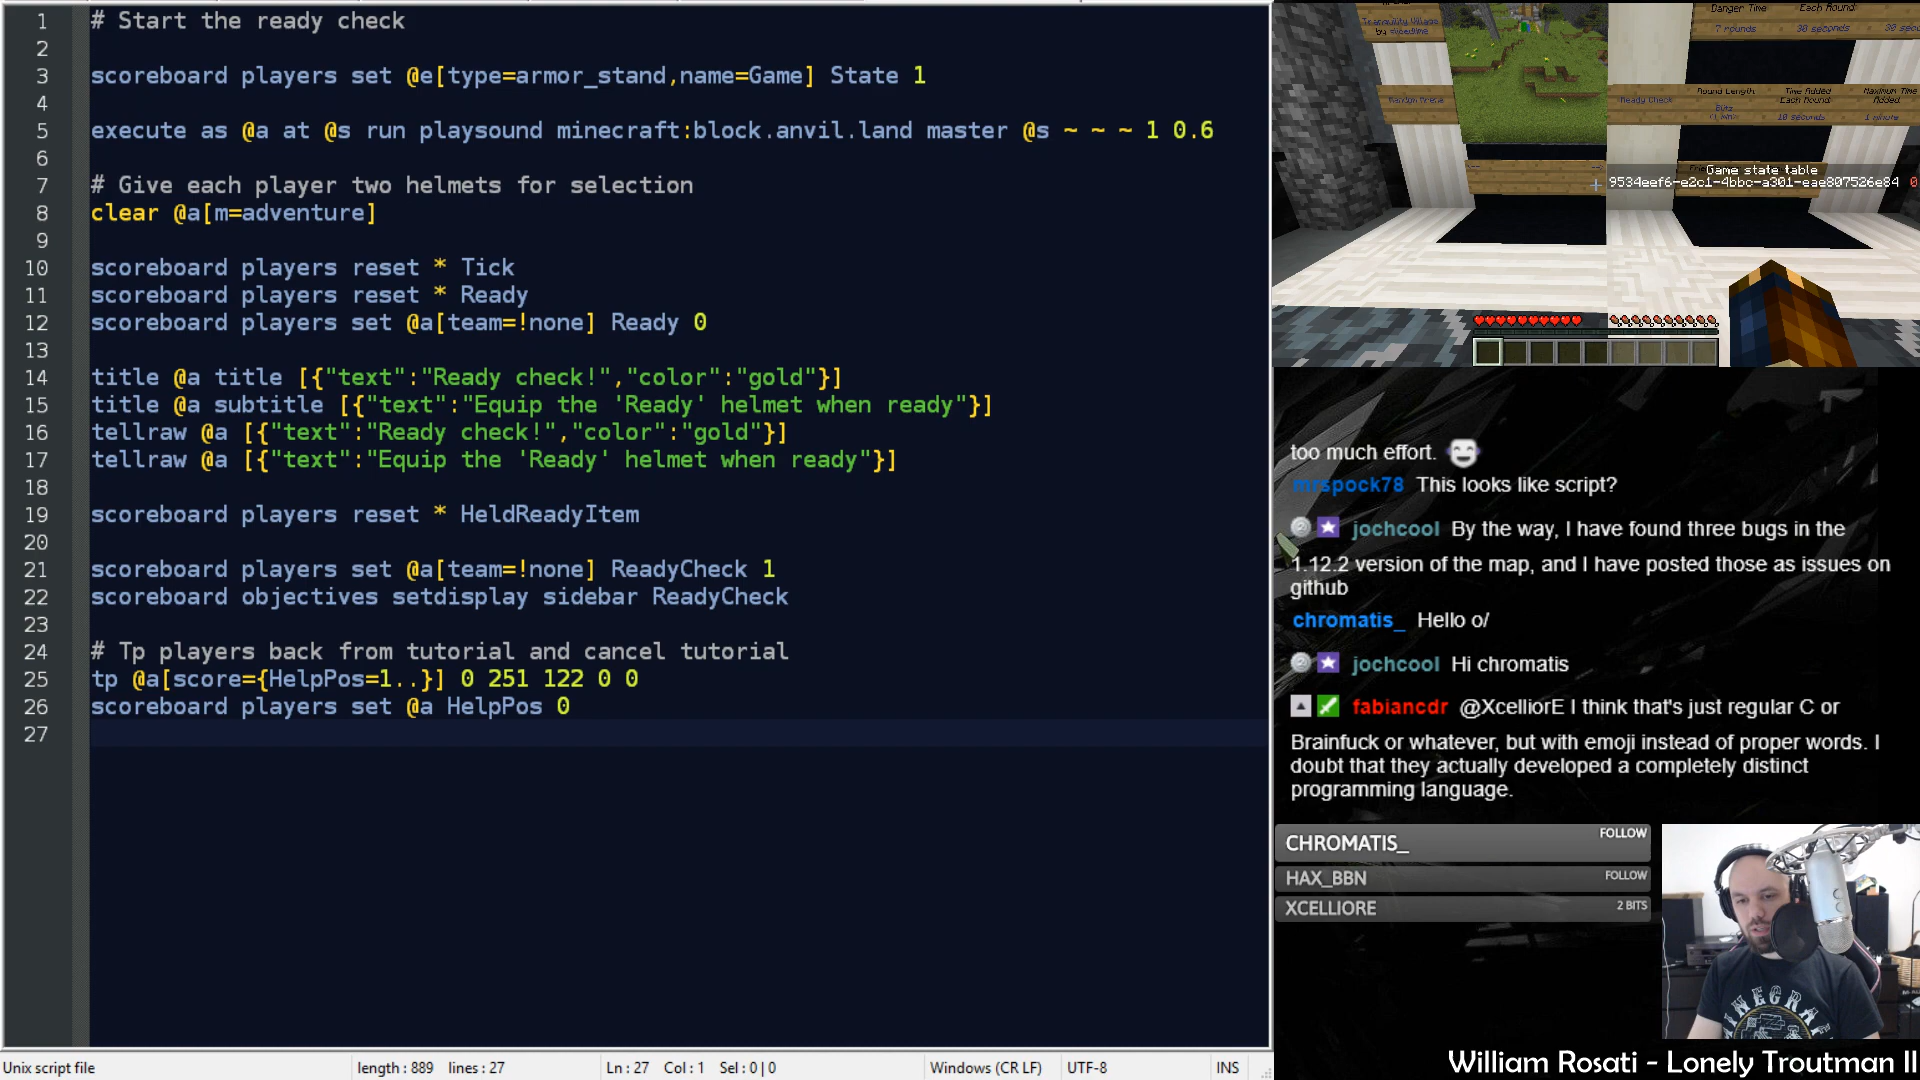 1 # Start the ready check
2
3 scoreboard players set @e[type=armor_stand,name=Game] State 1
4
5 execute as @a at @s run playsound minecraft:block.anvil.land master @s ~ ~ ~ 1 0.6
6
7 # Give each player two helmets for selection
8 clear @a[m=adventure]
9
10 scoreboard players reset * Tick
11 scoreboard players reset * Ready
12 scoreboard players set @a[team=!none] Ready 0
13
14 title @a title [{"text":"Ready check!","color":"gold"}]
15 title @a subtitle [{"text":"Equip the 'Ready' helmet when ready"}]
16 tellraw @a [{"text":"Ready check!","color":"gold"}]
17 tellraw @a [{"text":"Equip the 'Ready' helmet when ready"}]
18
19 scoreboard players reset * HeldReadyItem
20
21 scoreboard players set @a[team=!none] ReadyCheck 1
22 scoreboard objectives setdisplay sidebar ReadyCheck
23
24 # Tp players back from tutorial and cancel tutorial
25 tp @a[score={HelpPos=1..}] 0 251 122 0 0
26 scoreboard players set @a HelpPos 0
27
Unix script file length : 889 lines : 27 Ln : 27 Col : 1 Sel : 0 | 0 Windows (CR LF) UTF-8 INS
Tranquility Village
Random Arena
Danger Time Each Round
7 rounds 30 seconds
Ready Check
Round Length Time Added Each Round Maximum Time Added
10 seconds 1 minute
Game state table
9534eef6-e2c1-4bbc-a301-eae807526e84 0
too much effort.
mrspock78 This looks like script?
jochcool By the way, I have found three bugs in the
1.12.2 version of the map, and I have posted those as issues on
github
chromatis_ Hello o/
jochcool Hi chromatis
fabiancdr @XcelliorE I think that's just regular C or
Brainfuck or whatever, but with emoji instead of proper words. I
doubt that they actually developed a completely distinct
programming language.
CHROMATIS_ FOLLOW
HAX_BBN FOLLOW
XCELLIORE 2 BITS
William Rosati - Lonely Troutman II